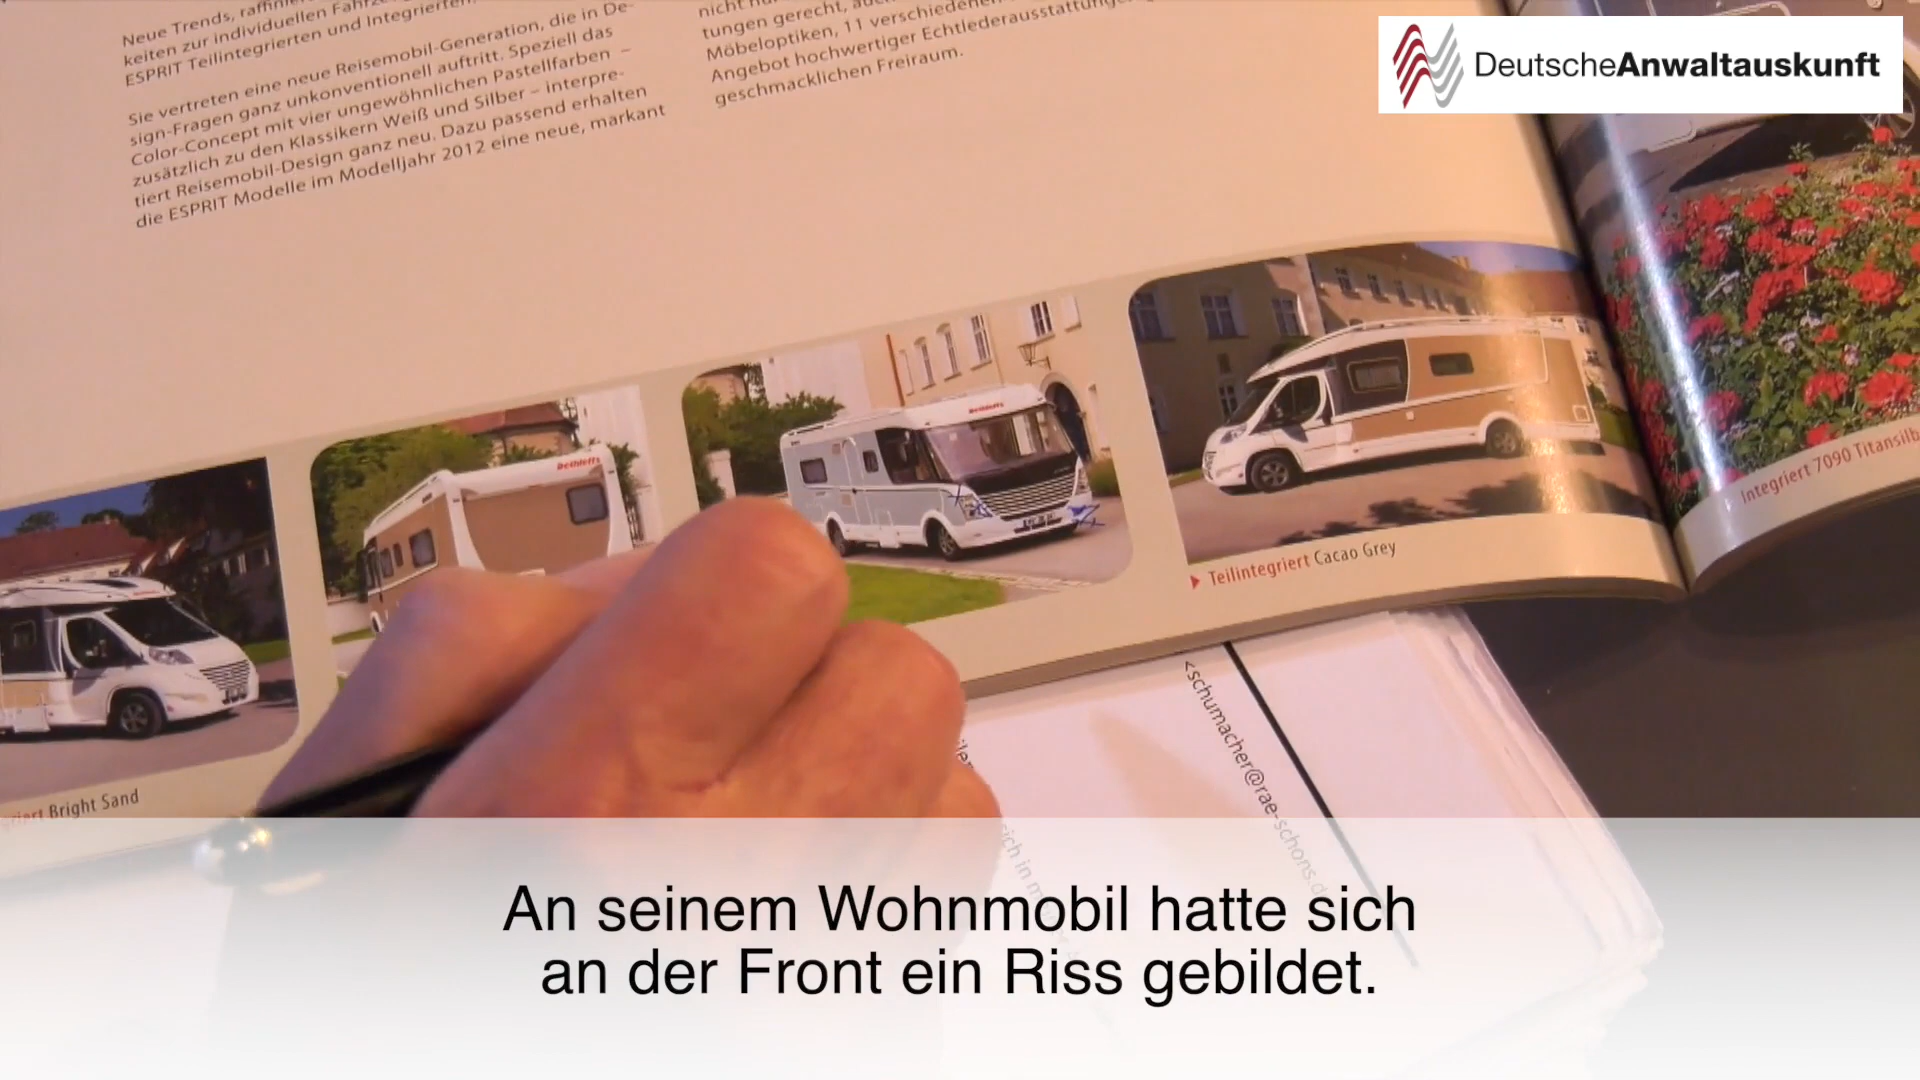 Neue Trends,
keiten zur individuellen
ESPRIT Teilintegrierten und Integrierten
Sie vertreten eine neue Reisemobil-Generation, die in De-
sign-Fragen ganz unkonventionell auftritt. Speziell das
Color-Concept mit vier ungewöhnlichen Pastellfarben –
zusätzlich zu den Klassikern Weiß und Silber – interpre-
tiert Reisemobil-Design ganz neu. Dazu passend erhalten
die ESPRIT Modelle im Modelljahr 2012 eine neue, markant
tungen gerecht,
Möbeloptiken, 11 verschiedenen
Angebot hochwertiger
geschmacklichen Freiraum.
DeutscheAnwaltauskunft
Dethleffs
Dethleffs
Teilintegriert Cacao Grey
Integriert 7090
Bright Sand
<schumacher@rae-schons.d
An seinem Wohnmobil hatte sich
an der Front ein Riss gebildet.